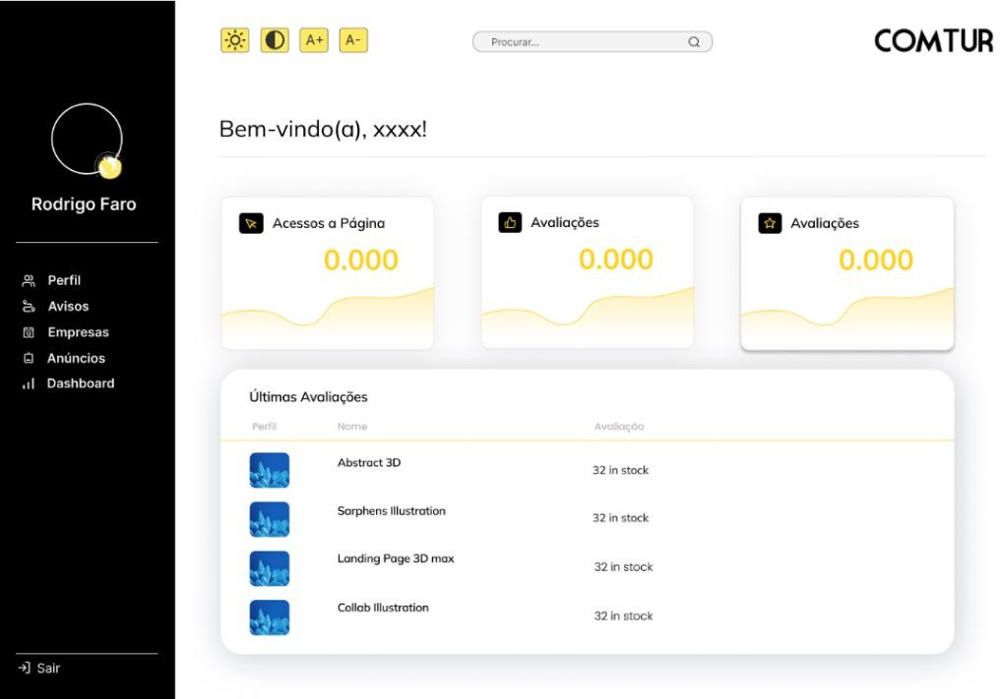 A+ A-
Procurar...
COMTUR
Rodrigo Faro
Perfil
Avisos
Empresas
Anúncios
Dashboard
Sair
Bem-vindo(a), xxxx!
Acessos a Página
0.000
Avaliações
0.000
Avaliações
0.000
Últimas Avaliações
Perfil Nome Avaliação
Abstract 3D 32 in stock
Sarphens Illustration 32 in stock
Landing Page 3D max 32 in stock
Collab Illustration 32 in stock